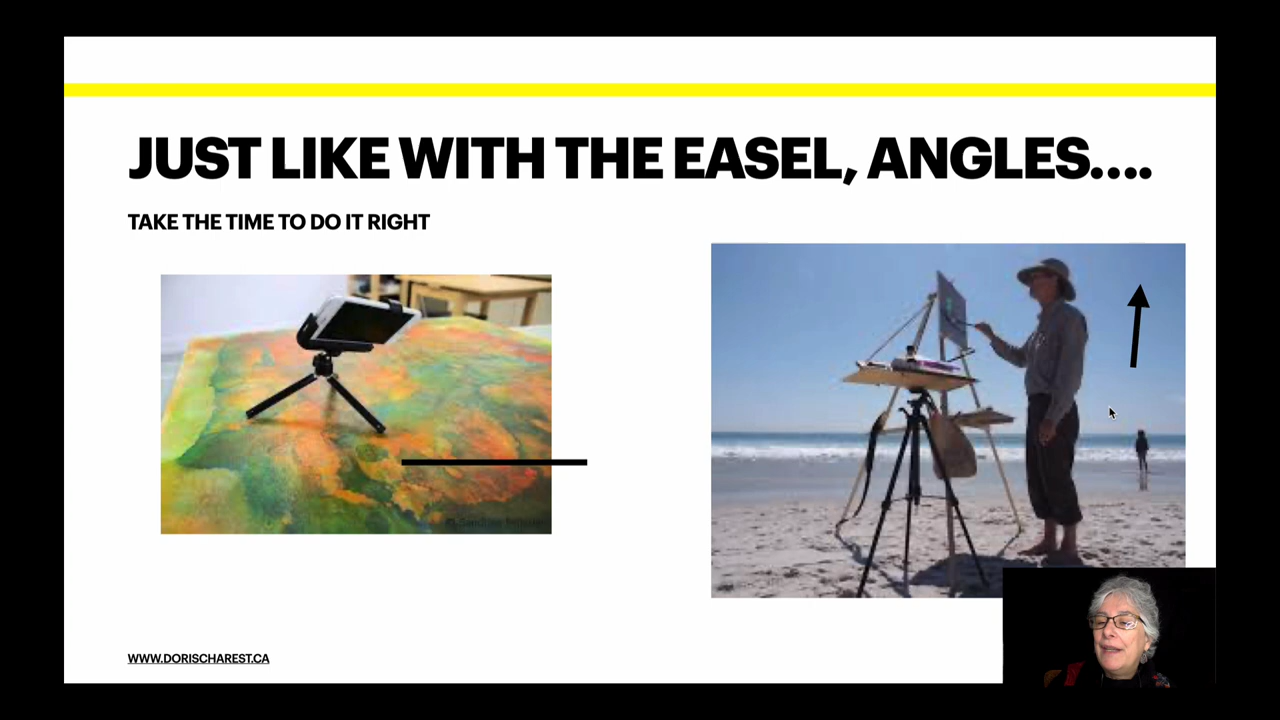 JUST LIKE WITH THE EASEL, ANGLES....
TAKE THE TIME TO DO IT RIGHT
WWW.DORISCHAREST.CA